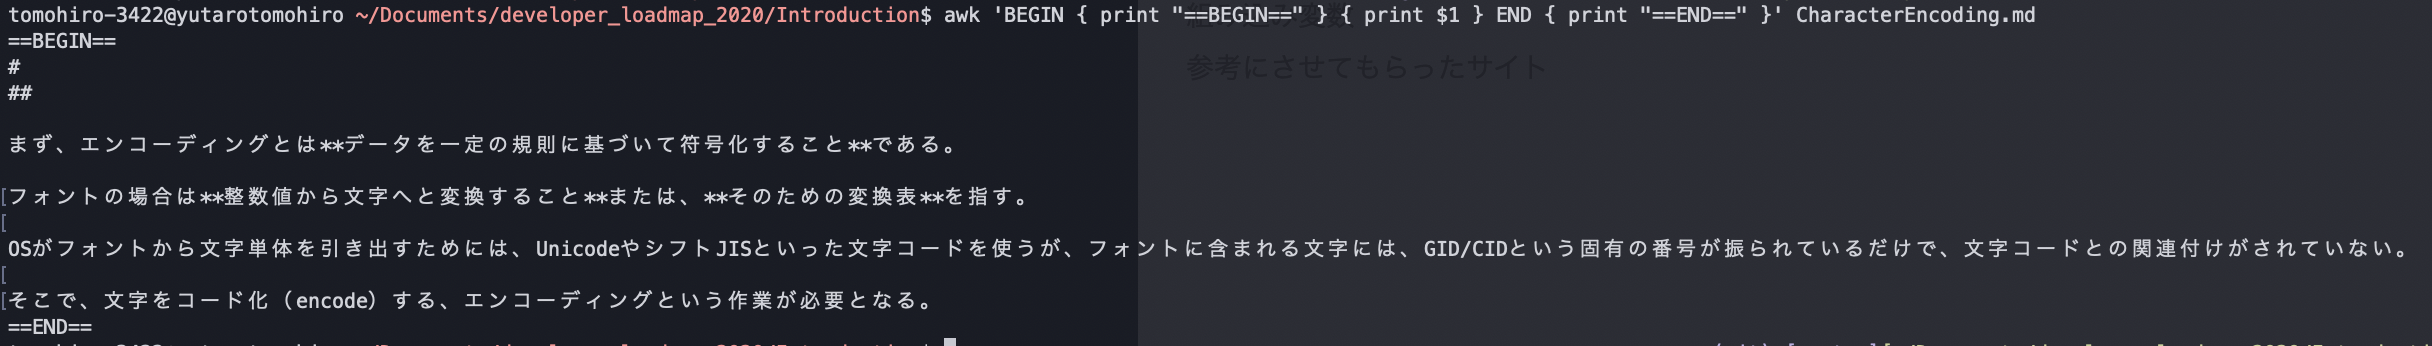 tomohiro-3422@yutarotomohiro ~/Documents/developer_loadmap_2020/Introduction$ awk 'BEGIN { print "==BEGIN==" } { print $1 } END { print "==END==" }' CharacterEncoding.md
==BEGIN==
#
参考にさせてもらったサイト
##
まず、エンコーディングとは**データを一定の規則に基づいて符号化すること**である。
[フォントの場合は**整数値から文字へと変換すること**または、**そのための変換表**を指す。
[
OSがフォントから文字単体を引き出すためには、UnicodeやシフトJISといった文字コードを使うが、フォントに含まれる文字には、GID/CIDという固有の番号が振られているだけで、文字コードとの関連付けがされていない。
[
[そこで、文字をコード化（encode）する、エンコーディングという作業が必要となる。
==END==